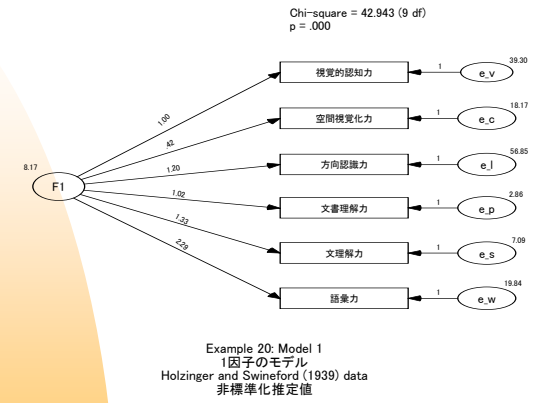 Chi-square = 42.943 (9 df)
p = .000
39.30
視覚的認知力
1
e_v
1.00
18.17
空間視覚化力
1
e_c
.42
56.85
方向認識力
1
e_l
1.20
8.17
F1
2.86
文書理解力
1
e_p
1.02
7.09
文理解力
1
e_s
1.33
19.84
語彙力
1
e_w
2.29
Example 20: Model 1
1因子のモデル
Holzinger and Swineford (1939) data
非標準化推定値